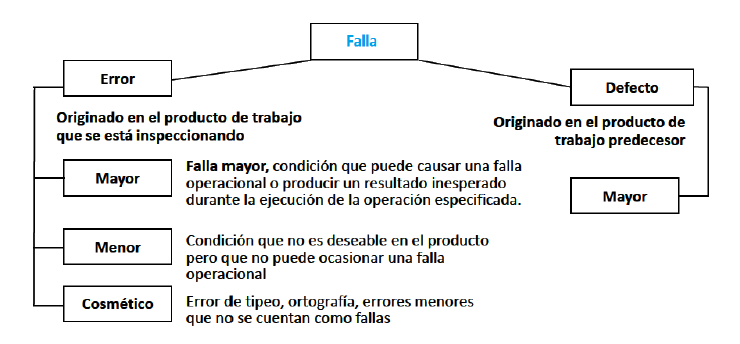 Falla
Error
Defecto
Originado en el producto de trabajo
que se está inspeccionando
Originado en el producto de
trabajo predecesor
Mayor
Falla mayor, condición que puede causar una falla
operacional o producir un resultado inesperado
durante la ejecución de la operación especificada.
Mayor
Menor
Condición que no es deseable en el producto
pero que no puede ocasionar una falla
operacional
Cosmético
Error de tipeo, ortografía, errores menores
que no se cuentan como fallas